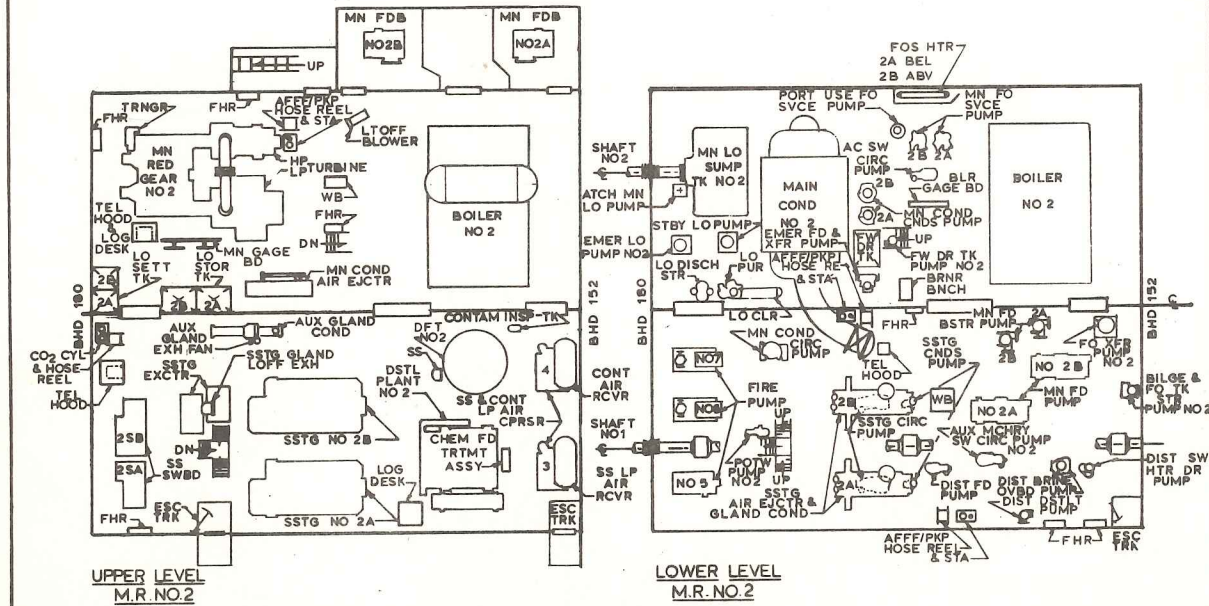 MN FDB
NO2B
MN FDB
NO2A
UP
FHR
TRNGR
FHR
AFFF/PKP
HOSE REEL
& STA
LTOFF
BLOWER
MN
RED
GEAR
NO 2
HP
LP TURBINE
WB
FHR
DN
BOILER
NO 2
TEL
HOOD
&
LOG
DESK
MN GAGE
BD
LO
SETT
TK
LO
STOR
TK
2B
2A
2B
2A
MN COND
AIR EJCTR
BHD 180
BHD 152
CO2 CYL
& HOSE
REEL
TEL
HOOD
AUX GLAND
COND
AUX
GLAND
EXH FAN
SSTG GLAND
LOFF EXH
SSTG
EXCTR
CONTAM INSP-TK
DFT
NO2
SS
DSTL
PLANT
NO 2
SS & CONT
LP AIR
CPRSR
4
CONT
AIR
RCVR
2SB
2SA
DN
SS
SWBD
SSTG NO 2B
SSTG NO 2A
CHEM FD
TRTMT
ASSY
LOG
DESK
3
SS LP
AIR
RCVR
FHR
ESC
TRK
ESC
TRK
UPPER LEVEL
M.R. NO.2
FOS HTR
2A BEL
2B ABV
PORT USE FO
SVCE PUMP
MN FO
SVCE
PUMP
2B
2A
SHAFT
NO2
MN LO
SUMP
TK NO 2
ATCH MN
LO PUMP
MAIN
COND
NO 2
AC SW
CIRC
PUMP
BLR
GAGE BD
2B
2A
MN COND
CNDS PUMP
BOILER
NO 2
STBY LO PUMP
EMER LO
PUMP NO2
EMER FD &
XFR PUMP
FW
DR
TK
UP
FW DR TK
PUMP NO2
LO DISCH
STR
LO
PUR
AFFF/PKP
HOSE RE
& STA
BRNR
BNCH
BHD 180
BHD 152
LO CLR
FHR
MN FD
BSTR PUMP
2A
2B
MN COND
CIRC
PUMP
TEL
HOOD
SSTG
CNDS PUMP
FO XFR
PUMP
NO 2
NO7
NO6
NO 5
FIRE
PUMP
2B
WB
NO 2B
NO 2A
MN FD
PUMP
BILGE &
FO TK
STR
PUMP NO2
SHAFT
NO1
SSTG CIRC
PUMP
AUX MCHRY
SW CIRC PUMP
NO 2
POTW
PUMP
NO2
UP
UP
2A
SSTG
AIR EJCTR &
GLAND COND
DIST FD
PUMP
DIST BRINE
OVBD PUMP
DIST DSTLT
PUMP
DIST SW
HTR DR
PUMP
AFFF/PKP
HOSE REEL
& STA
FHR
ESC
TRK
LOWER LEVEL
M.R. NO.2